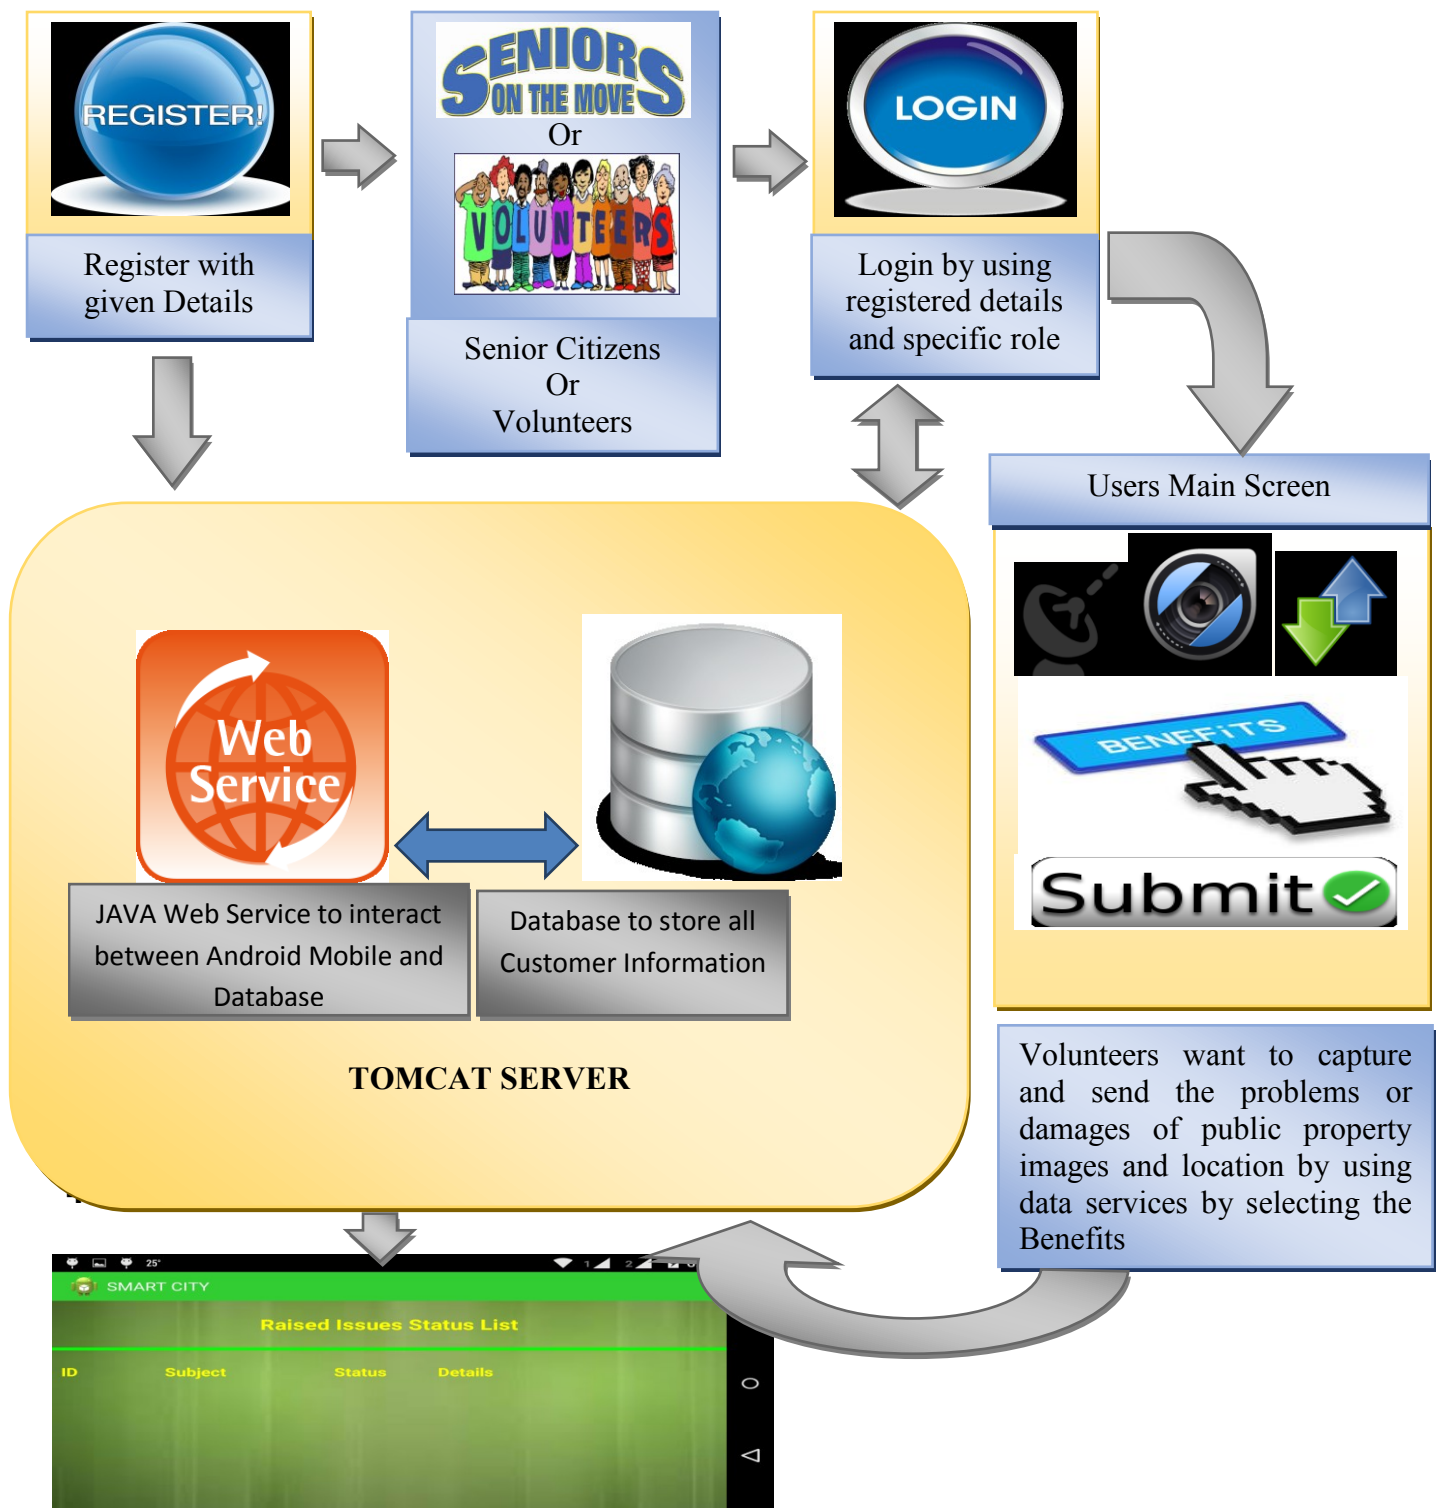 REGISTER!
Register with
given Details
SENIORS
ON THE MOVE
Or
VOLUNTEERS
Senior Citizens
Or
Volunteers
LOGIN
Login by using
registered details
and specific role
Users Main Screen
BENEFiTS
Submit
Volunteers want to capture
and send the problems or
damages of public property
images and location by using
data services by selecting the
Benefits
Web
Service
JAVA Web Service to interact
between Android Mobile and
Database
Database to store all
Customer Information
TOMCAT SERVER
25°
1
2
SMART CITY
Raised Issues Status List
ID Subject Status Details